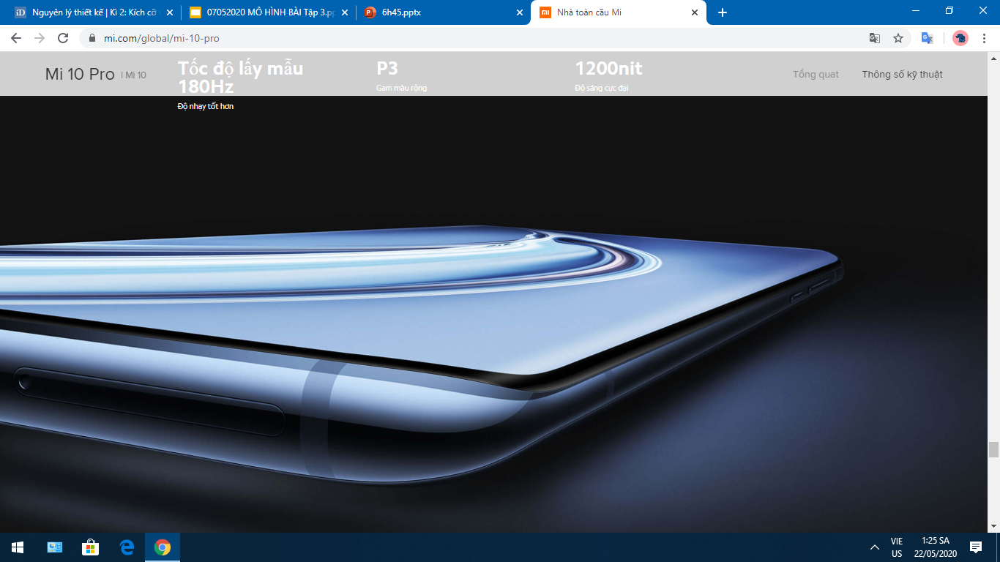 Nguyên lý thiết kế | Kì 2: Kích cỡ
07052020 MÔ HÌNH BÀI Tập 3.pp
6h45.pptx
Nhà toàn cầu Mi
mi.com/global/mi-10-pro
Mi 10 Pro | Mi 10
Tốc độ lấy mẫu
180Hz
Độ nhạy tốt hơn
P3
Gam màu rộng
1200nit
Độ sáng cực đại
Tổng quat
Thông số kỹ thuật
VIE
US
1:25 SA
22/05/2020